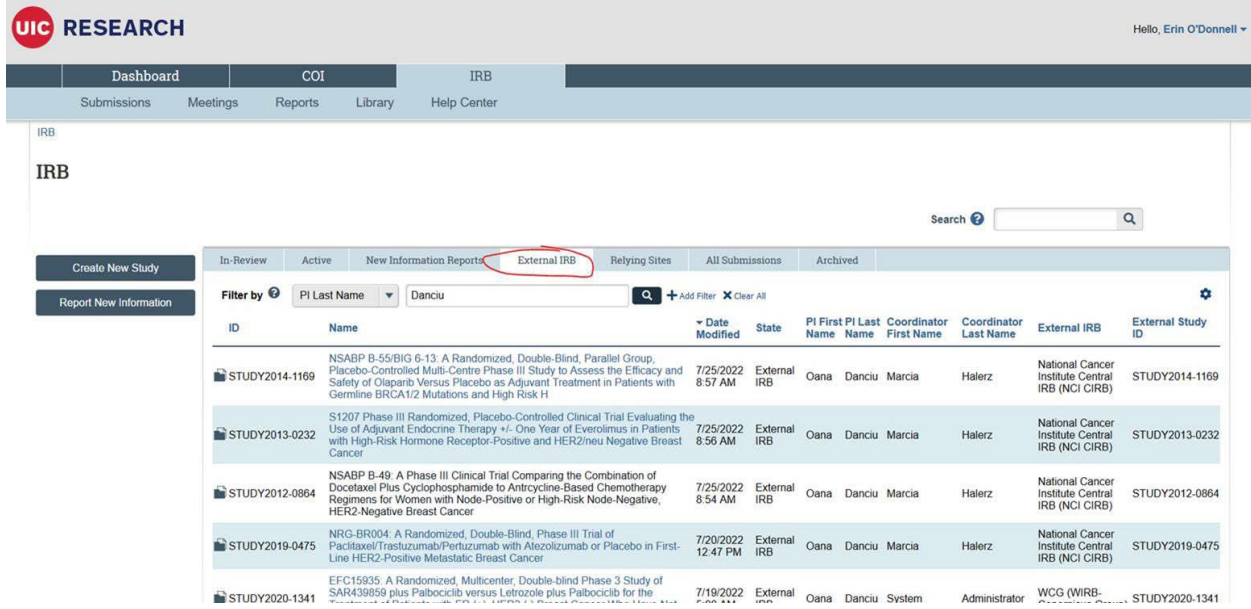 UIC RESEARCH
Hello, Erin O'Donnell
Dashboard COI IRB
Submissions Meetings Reports Library Help Center
IRB
IRB
Search
Create New Study
Report New Information
In-Review Active New Information Reports External IRB Relying Sites All Submissions Archived
Filter by PI Last Name Danciu Add Filter Clear All
ID Name Date Modified State PI First Name PI Last Name Coordinator First Name Coordinator Last Name External IRB External Study ID
STUDY2014-1169
NSABP B-55/BIG 6-13: A Randomized, Double-Blind, Parallel Group,
Placebo-Controlled Multi-Centre Phase III Study to Assess the Efficacy and
Safety of Olaparib Versus Placebo as Adjuvant Treatment in Patients with
Germline BRCA1/2 Mutations and High Risk H
7/25/2022
8:57 AM
External
IRB
Oana Danciu Marcia Halerz
National Cancer
Institute Central
IRB (NCI CIRB)
STUDY2014-1169
STUDY2013-0232
S1207 Phase III Randomized, Placebo-Controlled Clinical Trial Evaluating the
Use of Adjuvant Endocrine Therapy +/- One Year of Everolimus in Patients
with High-Risk Hormone Receptor-Positive and HER2/neu Negative Breast
Cancer
7/25/2022
8:56 AM
External
IRB
Oana Danciu Marcia Halerz
National Cancer
Institute Central
IRB (NCI CIRB)
STUDY2013-0232
STUDY2012-0864
NSABP B-49: A Phase III Clinical Trial Comparing the Combination of
Docetaxel Plus Cyclophosphamide to Antrcycline-Based Chemotherapy
Regimens for Women with Node-Positive or High-Risk Node-Negative,
HER2-Negative Breast Cancer
7/25/2022
8:54 AM
External
IRB
Oana Danciu Marcia Halerz
National Cancer
Institute Central
IRB (NCI CIRB)
STUDY2012-0864
STUDY2019-0475
NRG-BR004: A Randomized, Double-Blind, Phase III Trial of
Paclitaxel/Trastuzumab/Pertuzumab with Atezolizumab or Placebo in First-
Line HER2-Positive Metastatic Breast Cancer
7/20/2022
12:47 PM
External
IRB
Oana Danciu Marcia Halerz
National Cancer
Institute Central
IRB (NCI CIRB)
STUDY2019-0475
STUDY2020-1341
EFC15935: A Randomized, Multicenter, Double-blind Phase 3 Study of
SAR439859 plus Palbociclib versus Letrozole plus Palbociclib for the
7/19/2022
External
Oana Danciu System Administrator
WCG (WIRB-
STUDY2020-1341